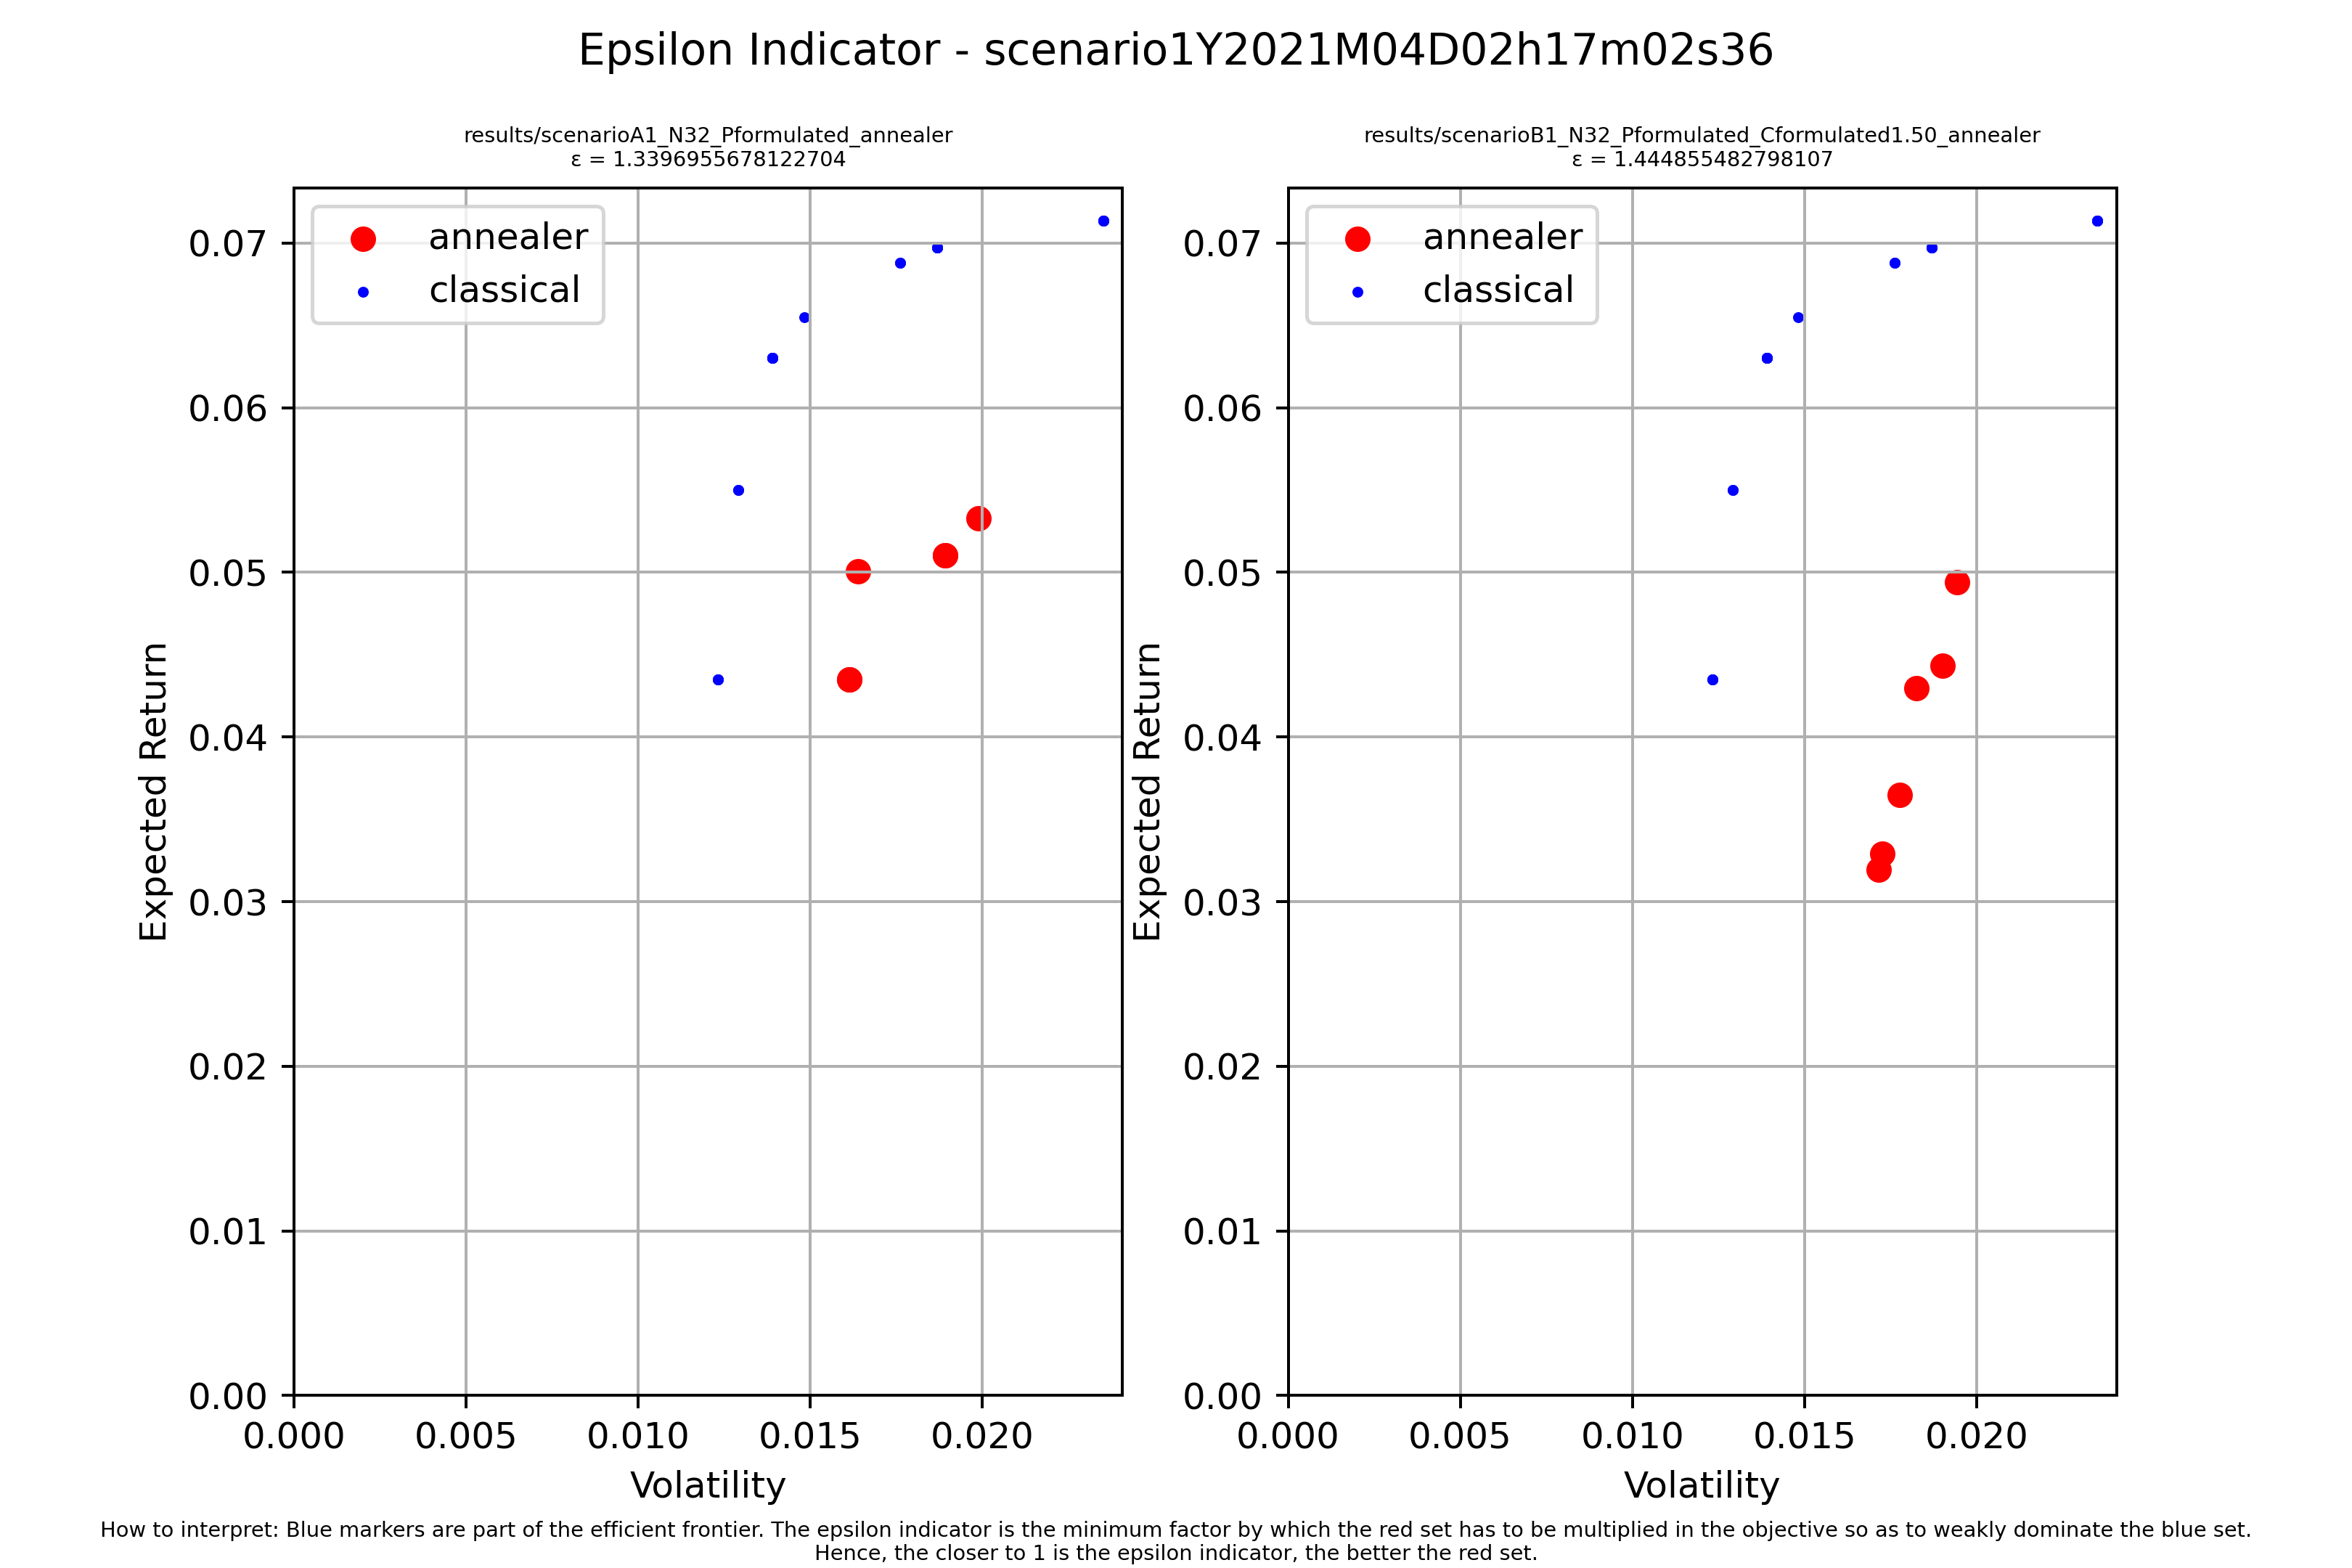 Epsilon Indicator - scenario1Y2021M04D02h17m02s36
results/scenarioA1_N32_Pformulated_annealer
ε = 1.3396955678122704
annealer
classical
0.07
0.06
0.05
0.04
0.03
0.02
0.01
0.00
Expected Return
0.000 0.005 0.010 0.015 0.020
Volatility
results/scenarioB1_N32_Pformulated_Cformulated1.50_annealer
ε = 1.444855482798107
annealer
classical
0.07
0.06
0.05
0.04
0.03
0.02
0.01
0.00
Expected Return
0.000 0.005 0.010 0.015 0.020
Volatility
How to interpret: Blue markers are part of the efficient frontier. The epsilon indicator is the minimum factor by which the red set has to be multiplied in the objective so as to weakly dominate the blue set.
Hence, the closer to 1 is the epsilon indicator, the better the red set.